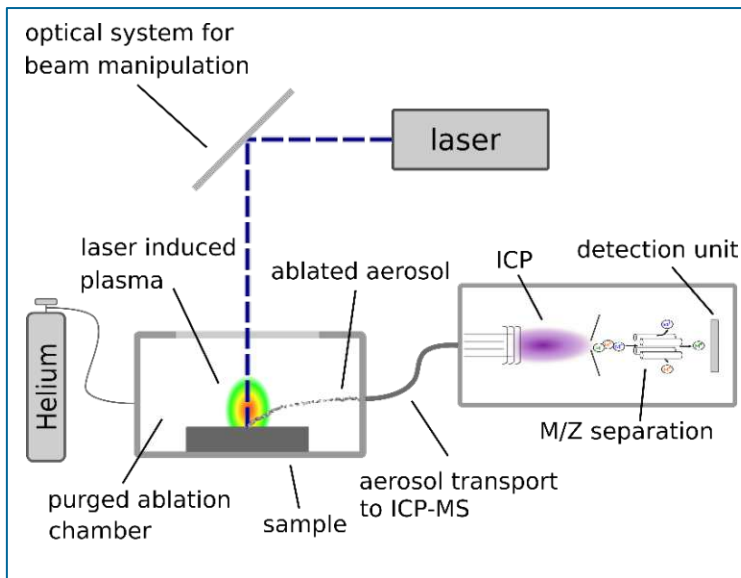 optical system for
beam manipulation
laser
laser induced
plasma
ablated aerosol
ICP
detection unit
Helium
M/Z separation
purged ablation
chamber
sample
aerosol transport
to ICP-MS